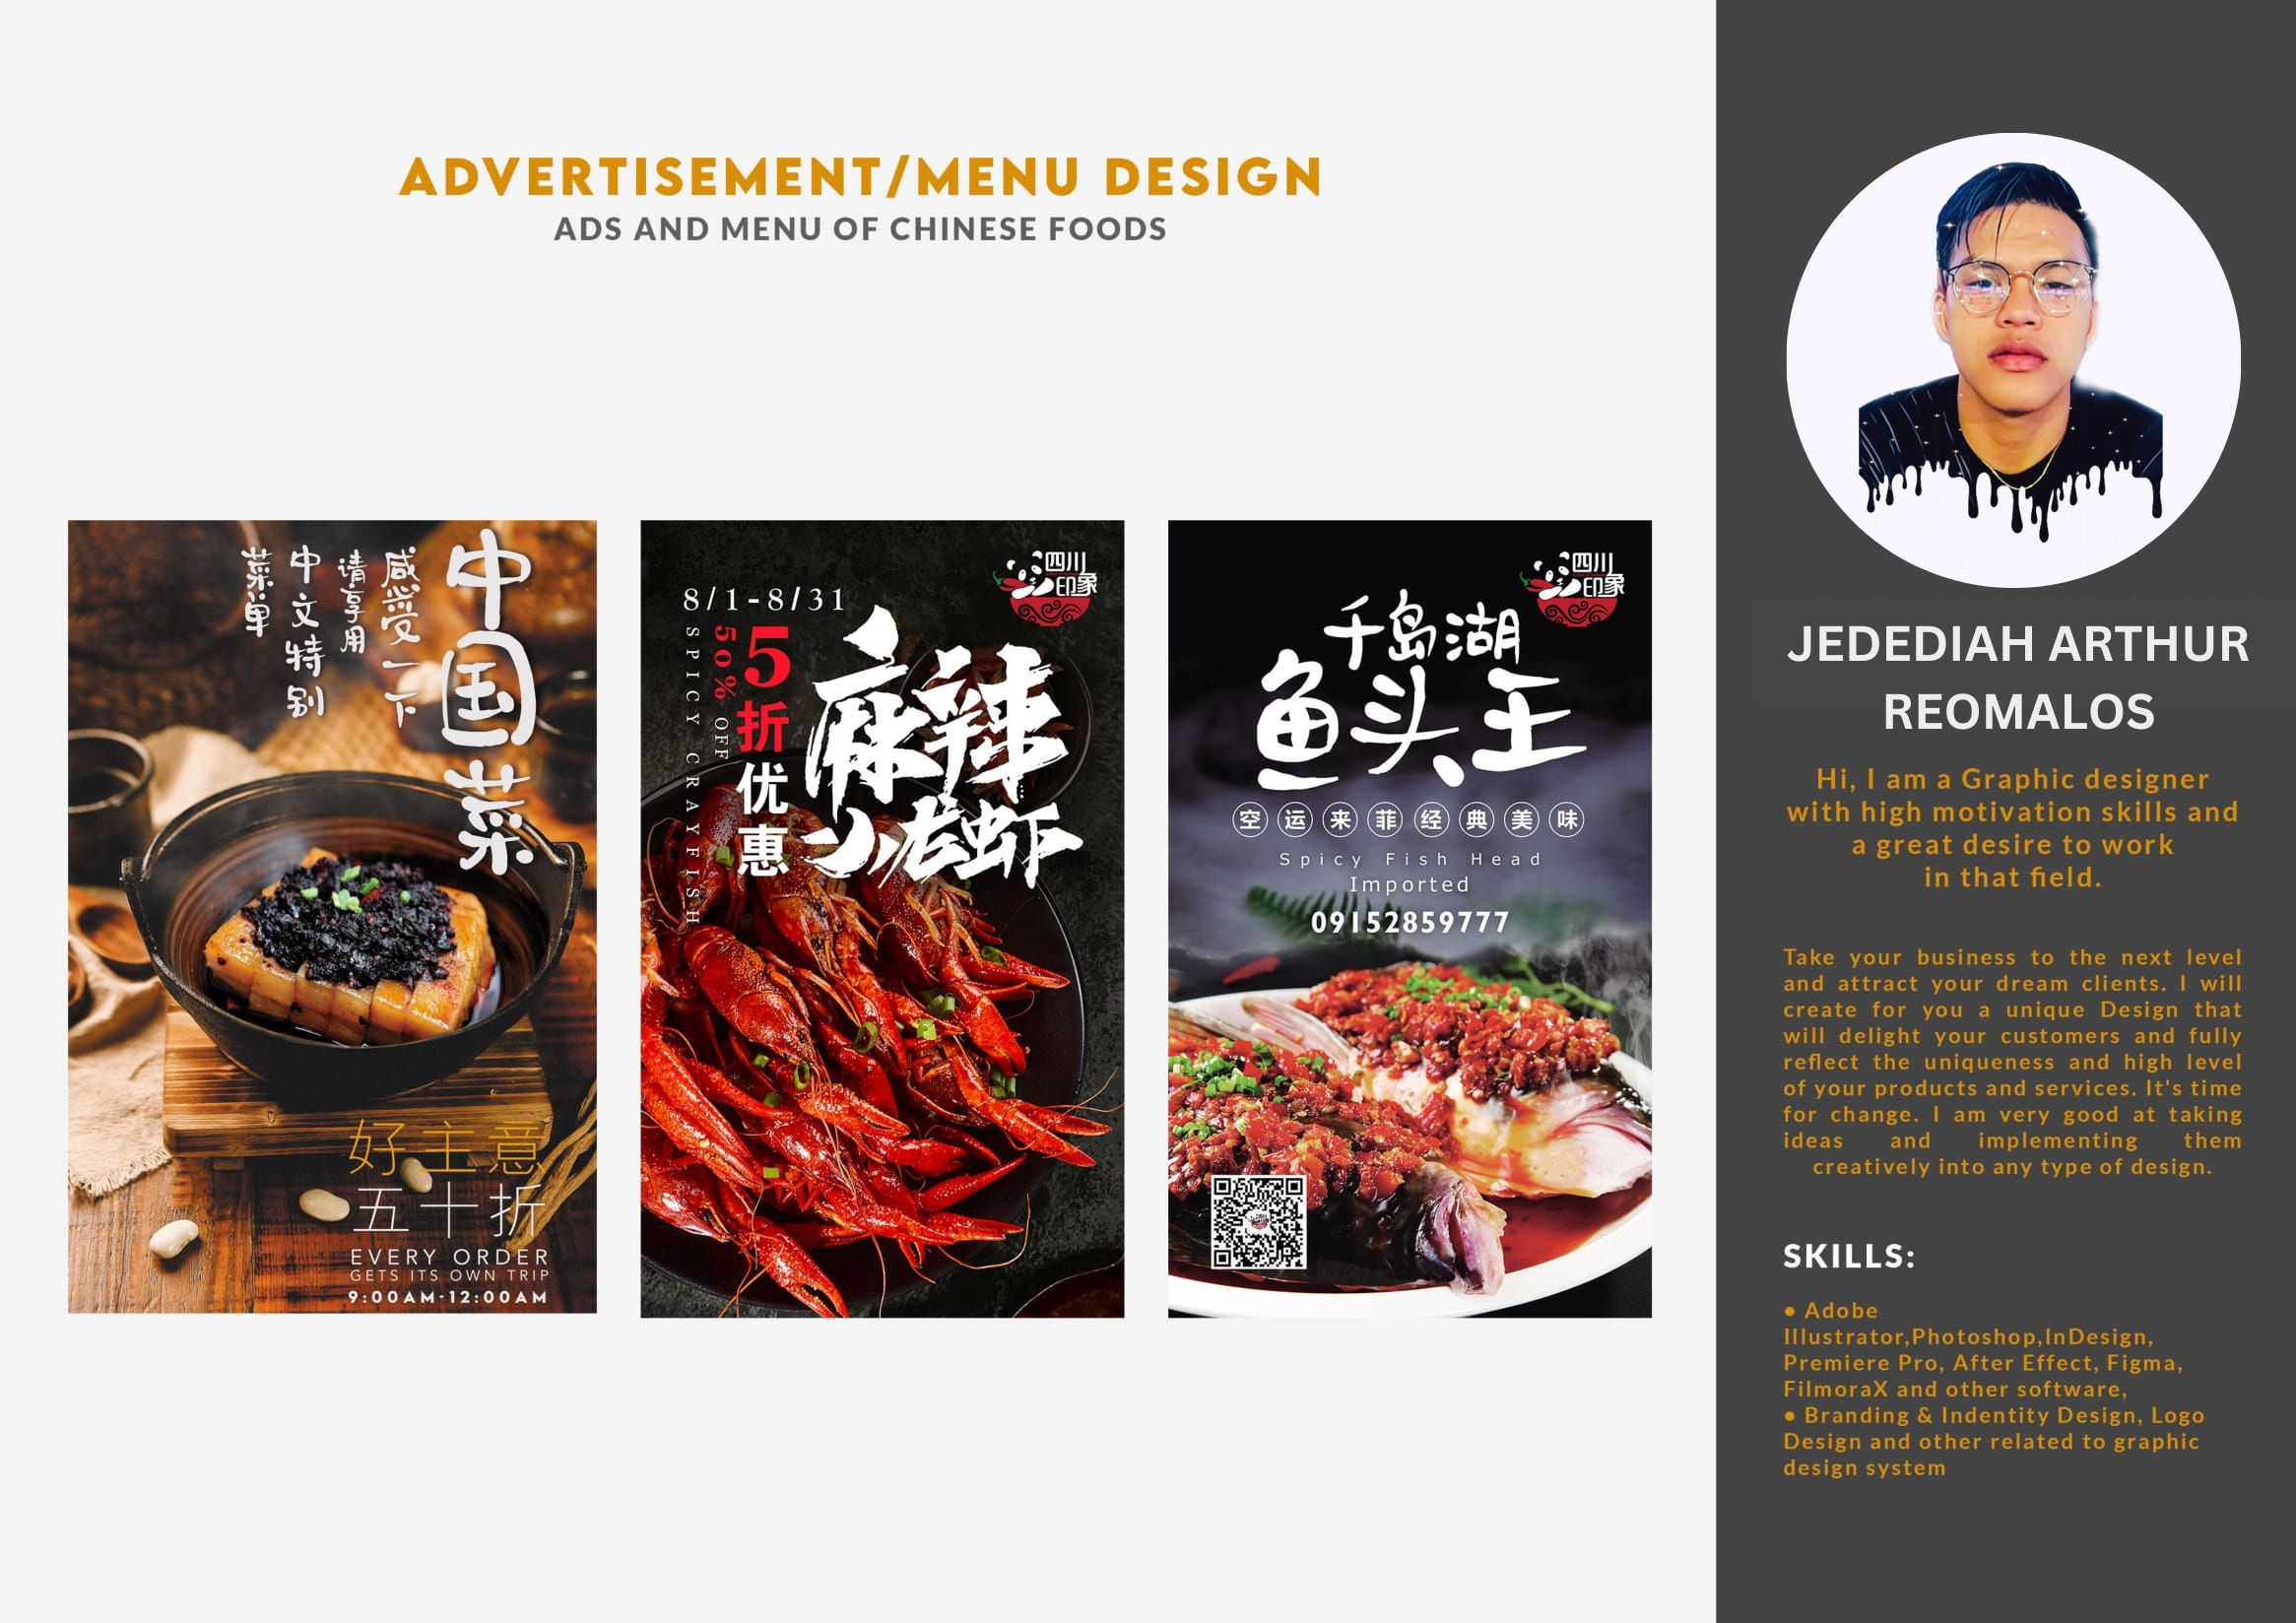 ADVERTISEMENT/MENU DESIGN
ADS AND MENU OF CHINESE FOODS
中国菜
感受一下
请享用
中文特别
菜单
好主意
五十折
EVERY ORDER
GETS ITS OWN TRIP
9:00AM-12:00AM
四川
印象
8/1-8/31
麻辣
小龙虾
5折优惠
50% OFF
SPICY CRAYFISH
四川
印象
千岛湖
鱼头王
空运来菲经典美味
Spicy Fish Head
Imported
09152859777
JEDEDIAH ARTHUR
REOMALOS
Hi, I am a Graphic designer
with high motivation skills and
a great desire to work
in that field.
Take your business to the next level
and attract your dream clients. I will
create for you a unique Design that
will delight your customers and fully
reflect the uniqueness and high level
of your products and services. It's time
for change. I am very good at taking
ideas and implementing them
creatively into any type of design.
SKILLS:
● Adobe
Illustrator,Photoshop,InDesign,
Premiere Pro, After Effect, Figma,
FilmoraX and other software,
● Branding & Indentity Design, Logo
Design and other related to graphic
design system